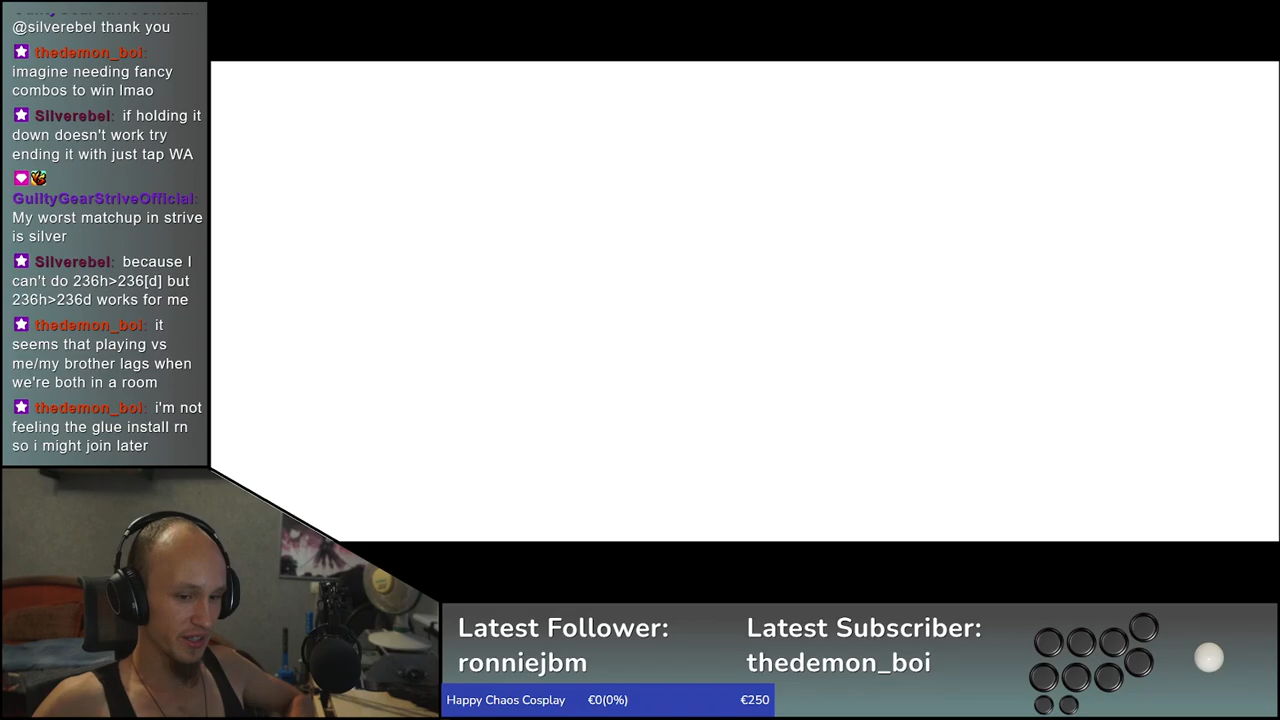 @silverebel thank you
thedemon_boi:
imagine needing fancy
combos to win lmao
Silverebel: if holding it
down doesn't work try
ending it with just tap WA
GuiltyGearStriveOfficial:
My worst matchup in strive
is silver
Silverebel: because I
can't do 236h>236[d] but
236h>236d works for me
thedemon_boi: it
seems that playing vs
me/my brother lags when
we're both in a room
thedemon_boi: i'm not
feeling the glue install rn
so i might join later
Latest Follower:
ronniejbm
Latest Subscriber:
thedemon_boi
Happy Chaos Cosplay €0(0%) €250